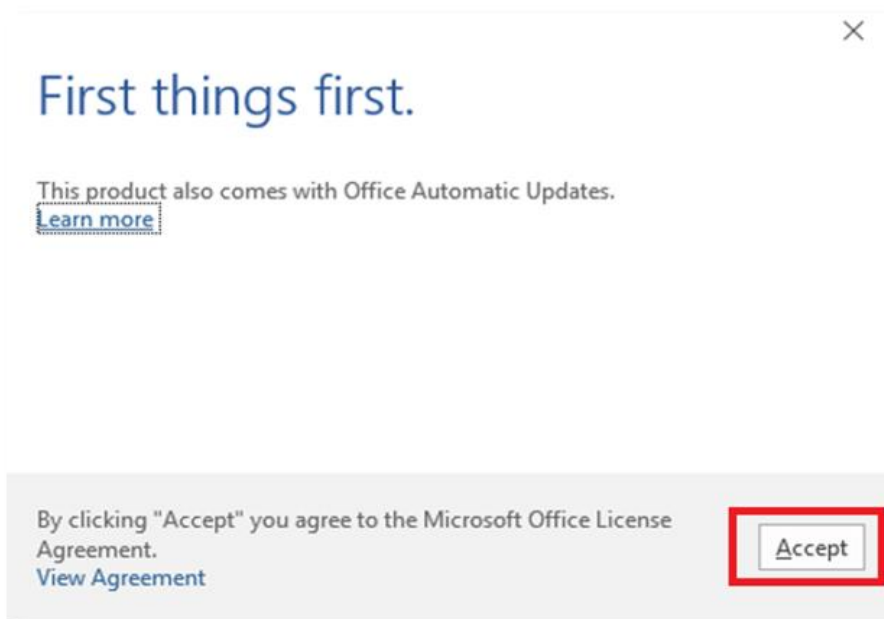 First things first.
This product also comes with Office Automatic Updates.
Learn more
By clicking "Accept" you agree to the Microsoft Office License
Agreement.
View Agreement
Accept